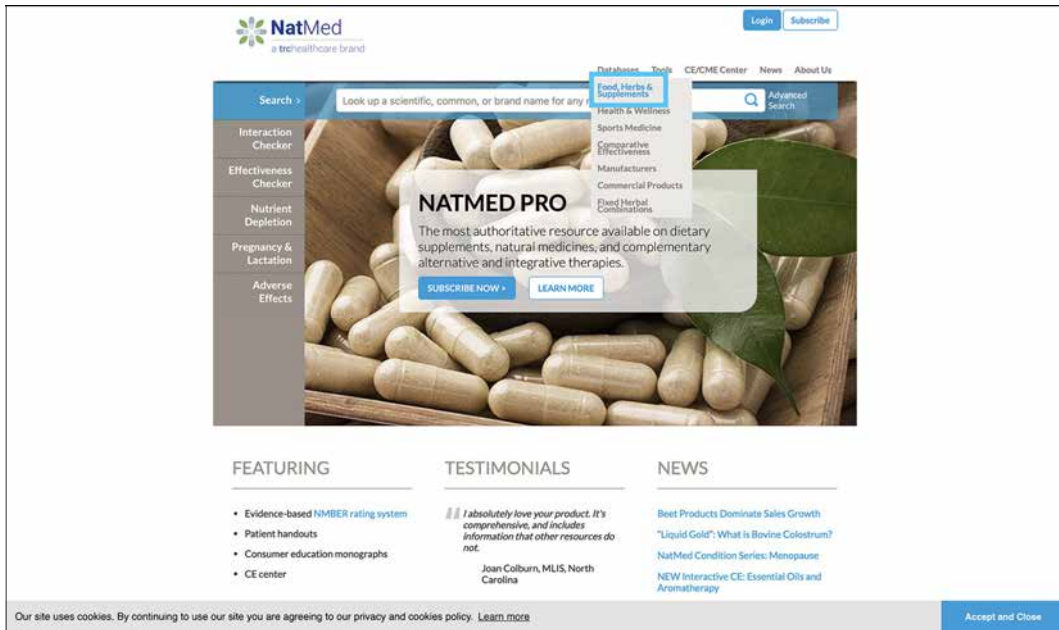 NatMed
a trchealthcare brand
Login
Subscribe
Databases Tools CE/CME Center News About Us
Food, Herbs &
Supplements
Health & Wellness
Sports Medicine
Comparative
Effectiveness
Manufacturers
Commercial Products
Fixed Herbal
Combinations
Search ›
Look up a scientific, common, or brand name for any
Advanced
Search
Interaction
Checker
Effectiveness
Checker
Nutrient
Depletion
Pregnancy &
Lactation
Adverse
Effects
NATMED PRO
The most authoritative resource available on dietary
supplements, natural medicines, and complementary
alternative and integrative therapies.
SUBSCRIBE NOW ›
LEARN MORE
FEATURING
• Evidence-based NMBER rating system
• Patient handouts
• Consumer education monographs
• CE center
TESTIMONIALS
I absolutely love your product. It's
comprehensive, and includes
information that other resources do
not.
Joan Colburn, MLIS, North
Carolina
NEWS
Beet Products Dominate Sales Growth
"Liquid Gold": What is Bovine Colostrum?
NatMed Condition Series: Menopause
NEW Interactive CE: Essential Oils and
Aromatherapy
Our site uses cookies. By continuing to use our site you are agreeing to our privacy and cookies policy. Learn more
Accept and Close